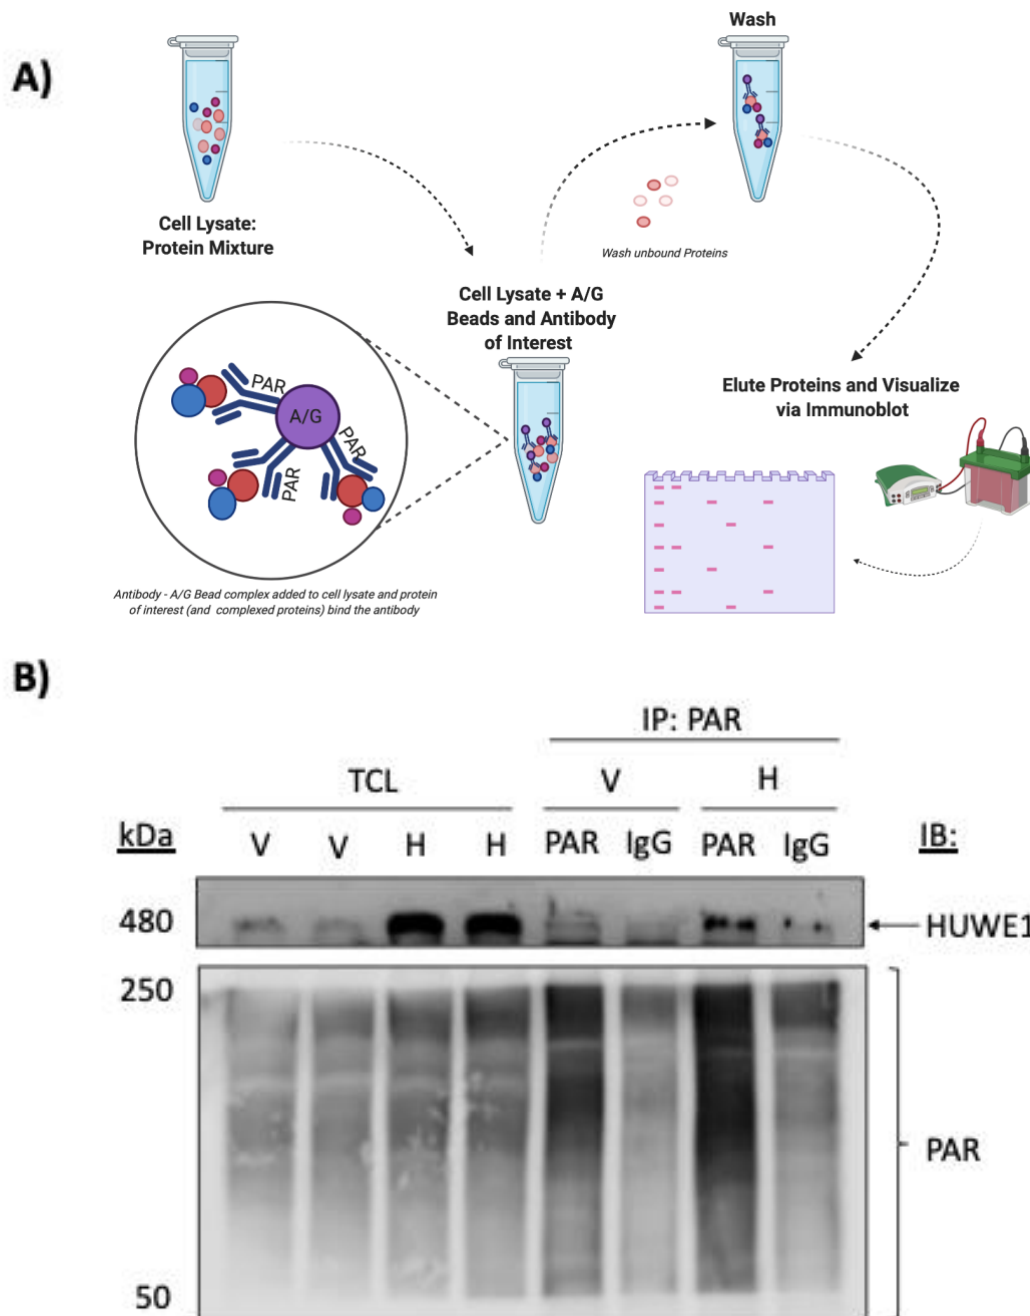 A)
Wash
Cell Lysate:
Protein Mixture
Wash unbound Proteins
Cell Lysate + A/G
Beads and Antibody
of Interest
PAR
A/G
PAR
PAR
Elute Proteins and Visualize
via Immunoblot
Antibody - A/G Bead complex added to cell lysate and protein
of interest (and complexed proteins) bind the antibody
B)
IP: PAR
TCL V H
kDa V V H H PAR IgG PAR IgG IB:
480 HUWE1
250
PAR
50